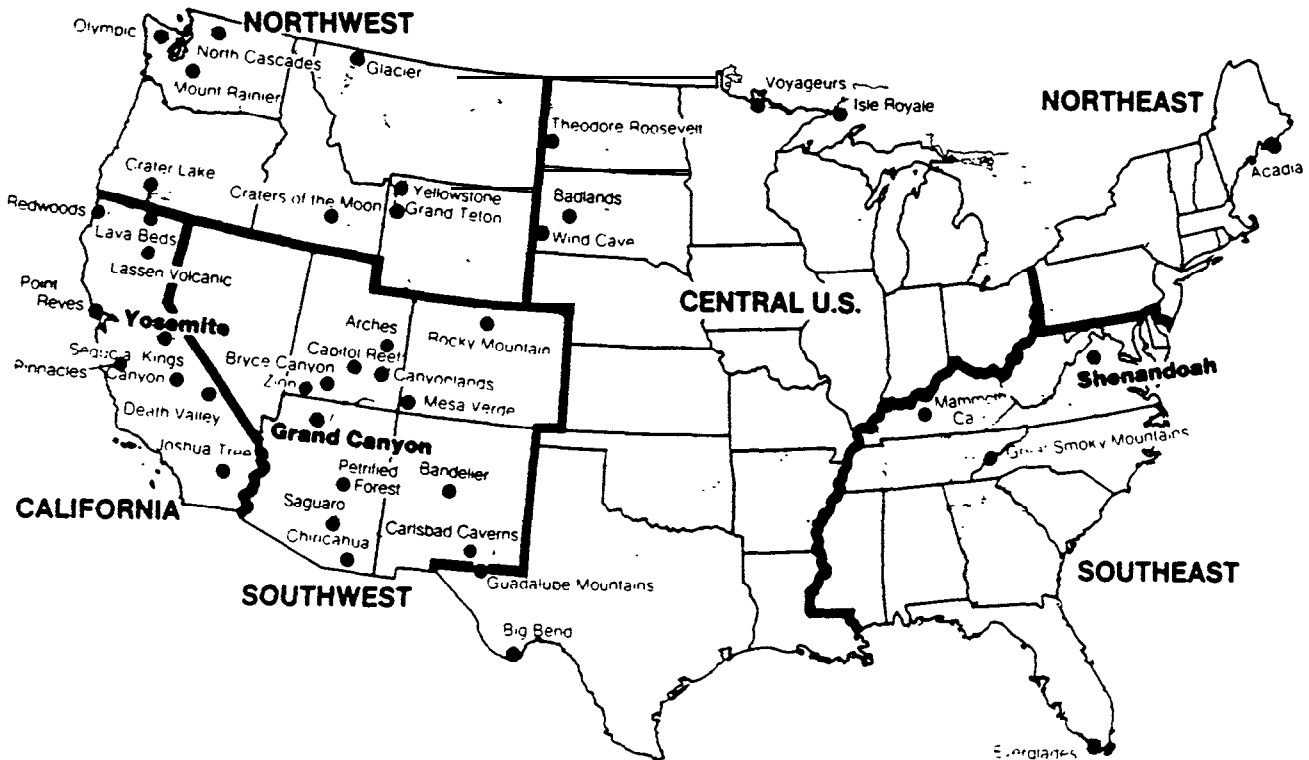 NORTHWEST
Olympic
North Cascades
Glacier
Mount Rainier
Voyageurs
Isle Royale
NORTHEAST
Theodore Roosevelt
Acadia
Crater Lake
Craters of the Moon
Yellowstone
Grand Teton
Badlands
Redwoods
Lava Beds
Wind Cave
Lassen Volcanic
Point
Reyes
CENTRAL U.S.
Yosemite
Arches
Rocky Mountain
Sequoia Kings
Canyon
Pinnacles
Bryce Canyon
Capitol Reef
Zion
Canyonlands
Shenandoah
Death Valley
Mesa Verde
Mammoth
Ca
Grand Canyon
Joshua Tree
Great Smoky Mountains
Petrified
Forest
Bandelier
CALIFORNIA
Saguaro
Chiricahua
Carlsbad Caverns
SOUTHWEST
Guadalupe Mountains
SOUTHEAST
Big Bend
Everglades